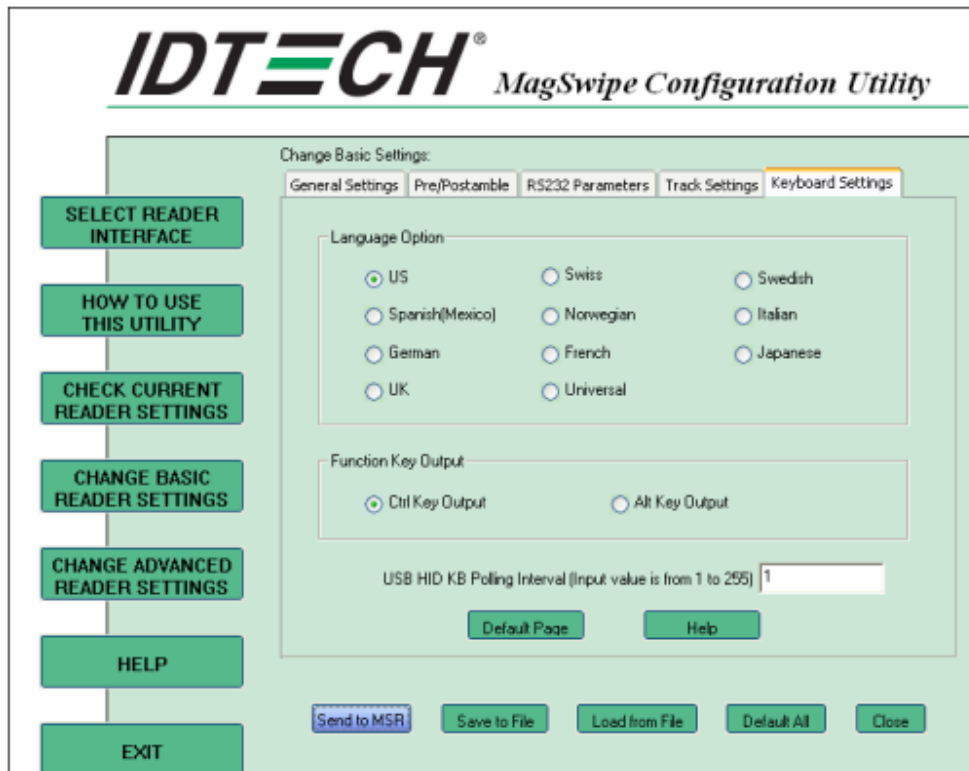 IDTECH®
MagSwipe Configuration Utility
SELECT READER
INTERFACE
HOW TO USE
THIS UTILITY
CHECK CURRENT
READER SETTINGS
CHANGE BASIC
READER SETTINGS
CHANGE ADVANCED
READER SETTINGS
HELP
EXIT
Change Basic Settings:
General Settings Pre/Postamble RS232 Parameters Track Settings Keyboard Settings
Language Option
US Swiss Swedish
Spanish(Mexico) Norwegian Italian
German French Japanese
UK Universal
Function Key Output
Ctrl Key Output Alt Key Output
USB HID KB Polling Interval (Input value is from 1 to 255) 1
Default Page Help
Send to MSR Save to File Load from File Default All Close